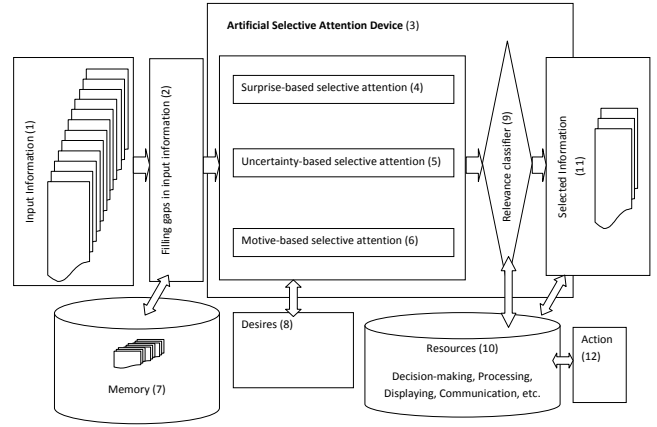 Artificial Selective Attention Device (3)
Input Information (1)
Filling gaps in input information (2)
Surprise-based selective attention (4)
Uncertainty-based selective attention (5)
Motive-based selective attention (6)
Relevance classifier (9)
Selected Information
(11)
Memory (7)
Desires (8)
Resources (10)
Decision-making, Processing,
Displaying, Communication, etc.
Action
(12)